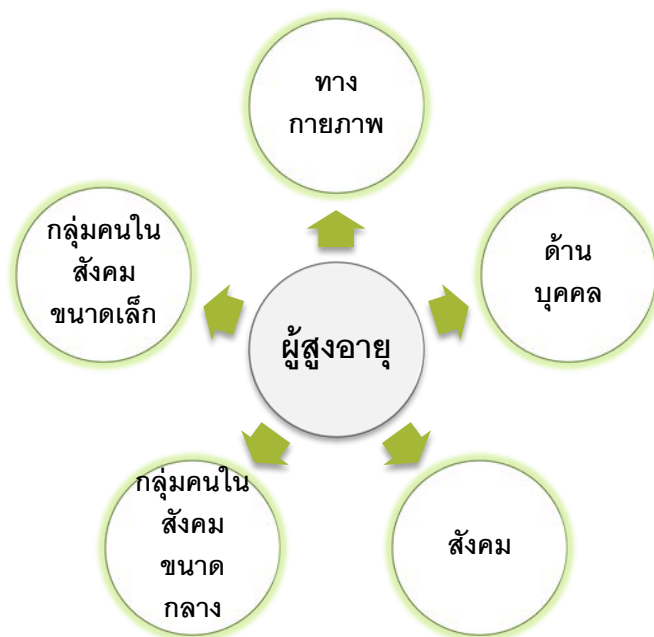 ทาง
กายภาพ
กลุ่มคนใน
สังคม
ขนาดเล็ก
ด้าน
บุคคล
ผู้สูงอายุ
กลุ่มคนใน
สังคม
ขนาด
กลาง
สังคม